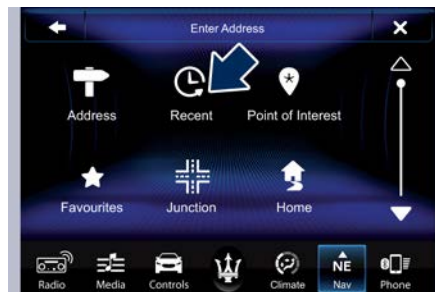 Enter Address
Address Recent Point of Interest
Favourites Junction Home
NE
Radio Media Controls Climate Nav Phone